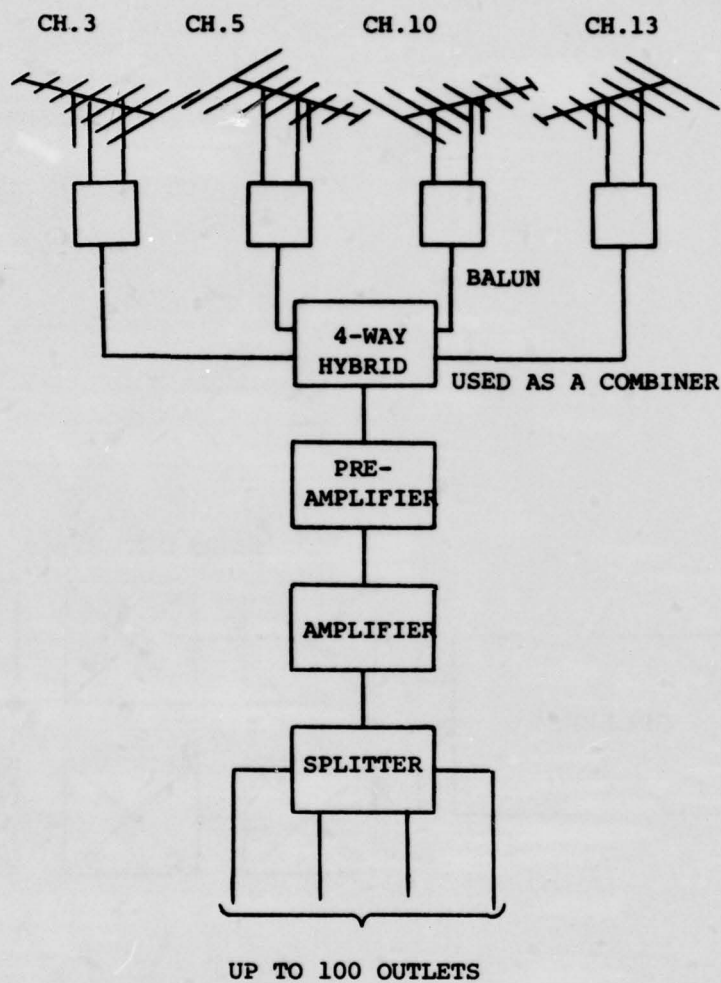 CH.3 CH.5 CH.10 CH.13
BALUN
4-WAY
HYBRID
USED AS A COMBINER
PRE-
AMPLIFIER
AMPLIFIER
SPLITTER
UP TO 100 OUTLETS